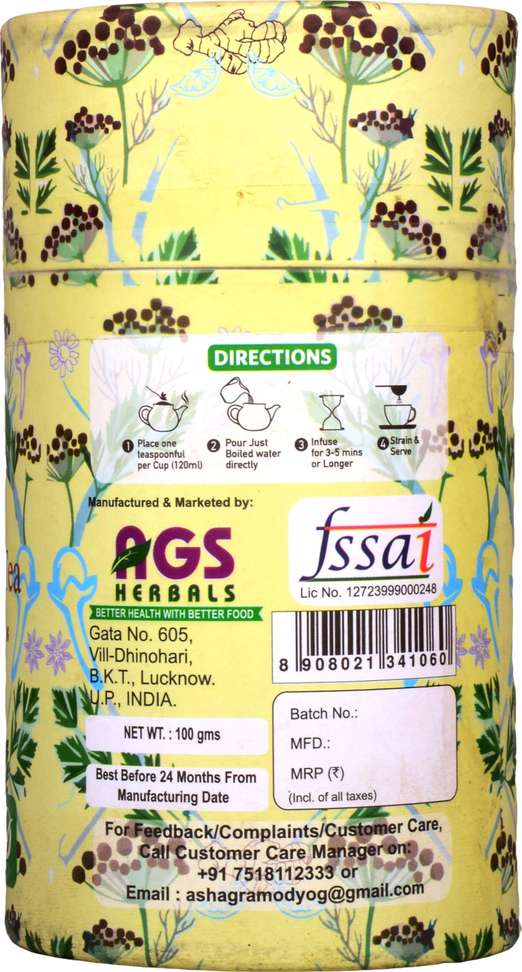 DIRECTIONS
1 Place one
teaspoonful
per Cup (120ml)
2 Pour Just
Boiled water
directly
3 Infuse
for 3-5 mins
or Longer
4 Strain &
Serve
Manufactured & Marketed by:
AGS
HERBALS
BETTER HEALTH WITH BETTER FOOD
Gata No. 605,
Vill-Dhinohari,
B.K.T., Lucknow.
U.P., INDIA.
NET WT. : 100 gms
Best Before 24 Months From
Manufacturing Date
fssai
Lic No. 12723999000248
8 908021 341060
Batch No.:
MFD.:
MRP (₹)
(Incl. of all taxes)
For Feedback/Complaints/Customer Care,
Call Customer Care Manager on:
+91 7518112333 or
Email : ashagramodyog@gmail.com